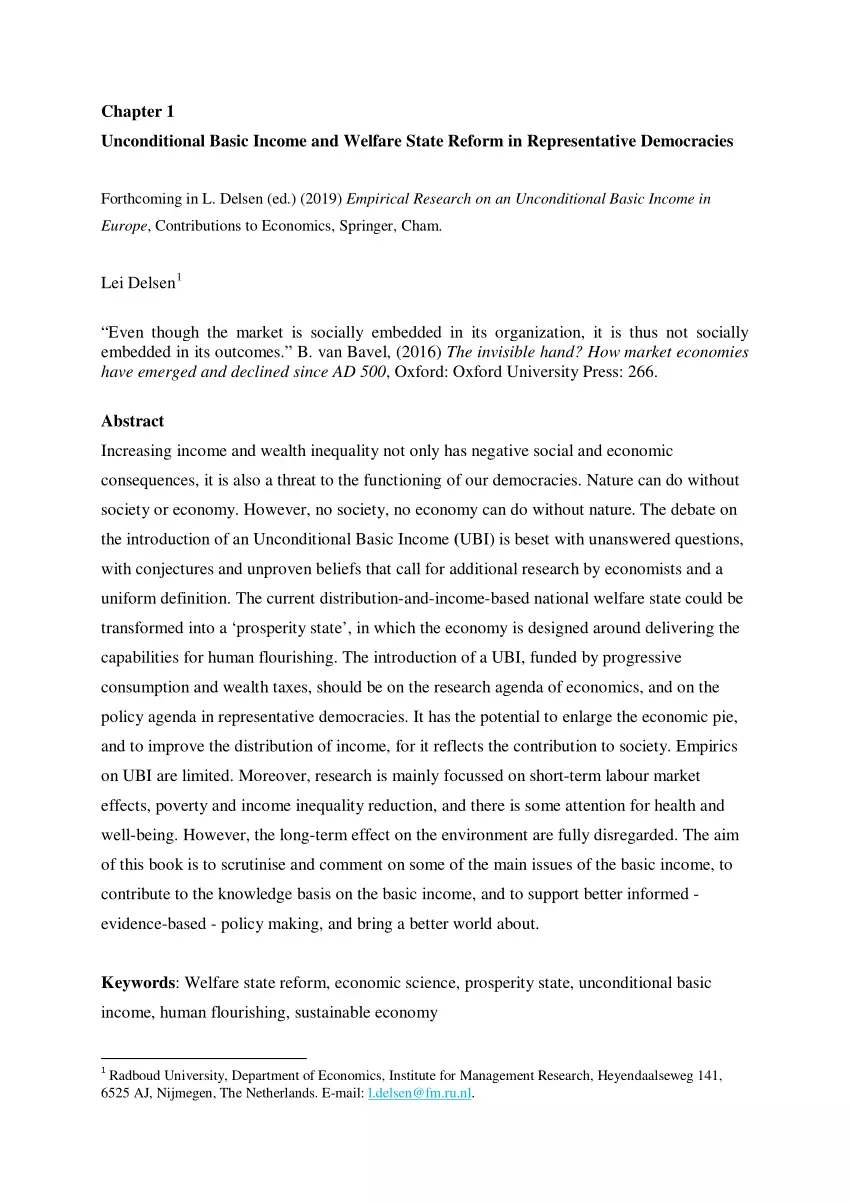 Chapter 1
Unconditional Basic Income and Welfare State Reform in Representative Democracies
Forthcoming in L. Delsen (ed.) (2019) Empirical Research on an Unconditional Basic Income in
Europe, Contributions to Economics, Springer, Cham.
Lei Delsen1
“Even though the market is socially embedded in its organization, it is thus not socially
embedded in its outcomes.” B. van Bavel, (2016) The invisible hand? How market economies
have emerged and declined since AD 500, Oxford: Oxford University Press: 266.
Abstract
Increasing income and wealth inequality not only has negative social and economic
consequences, it is also a threat to the functioning of our democracies. Nature can do without
society or economy. However, no society, no economy can do without nature. The debate on
the introduction of an Unconditional Basic Income (UBI) is beset with unanswered questions,
with conjectures and unproven beliefs that call for additional research by economists and a
uniform definition. The current distribution-and-income-based national welfare state could be
transformed into a ‘prosperity state’, in which the economy is designed around delivering the
capabilities for human flourishing. The introduction of a UBI, funded by progressive
consumption and wealth taxes, should be on the research agenda of economics, and on the
policy agenda in representative democracies. It has the potential to enlarge the economic pie,
and to improve the distribution of income, for it reflects the contribution to society. Empirics
on UBI are limited. Moreover, research is mainly focussed on short-term labour market
effects, poverty and income inequality reduction, and there is some attention for health and
well-being. However, the long-term effect on the environment are fully disregarded. The aim
of this book is to scrutinise and comment on some of the main issues of the basic income, to
contribute to the knowledge basis on the basic income, and to support better informed -
evidence-based - policy making, and bring a better world about.
Keywords: Welfare state reform, economic science, prosperity state, unconditional basic
income, human flourishing, sustainable economy
1 Radboud University, Department of Economics, Institute for Management Research, Heyendaalseweg 141,
6525 AJ, Nijmegen, The Netherlands. E-mail: l.delsen@fm.ru.nl.